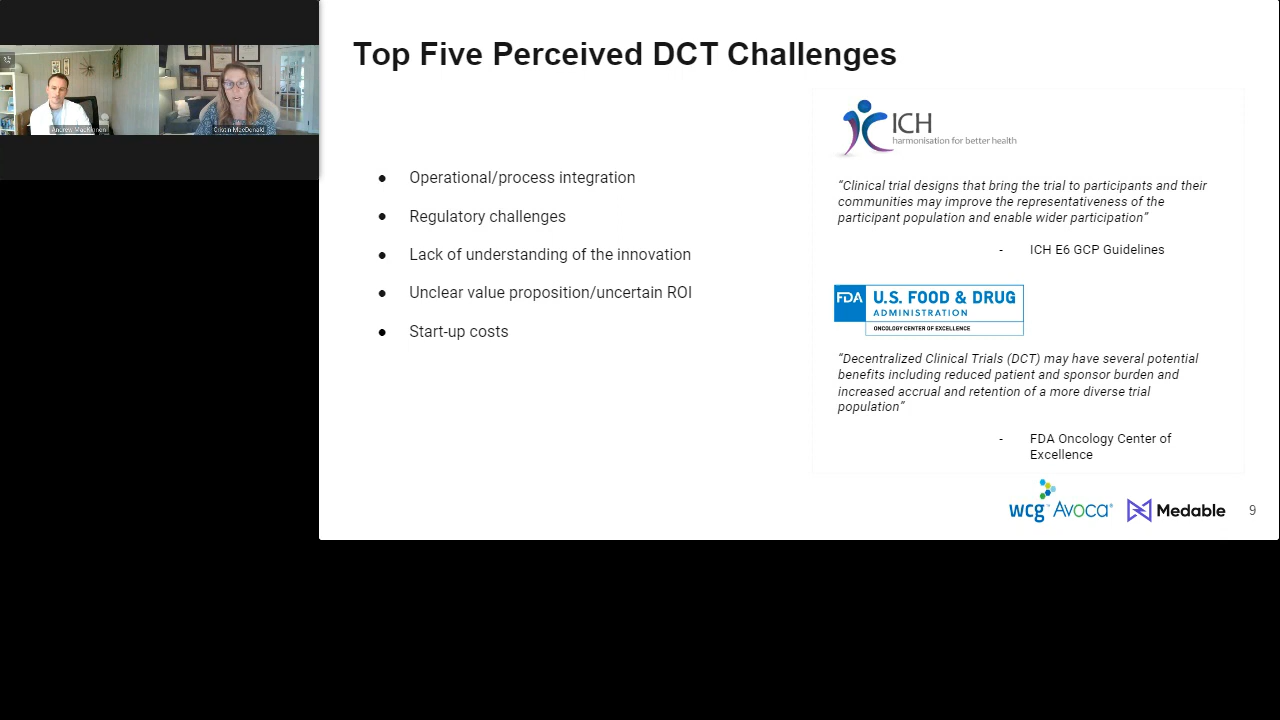 Top Five Perceived DCT Challenges
Andrew MacKinnon
Cristin MacDonald
● Operational/process integration
● Regulatory challenges
● Lack of understanding of the innovation
● Unclear value proposition/uncertain ROI
● Start-up costs
ICH
harmonisation for better health
“Clinical trial designs that bring the trial to participants and their
communities may improve the representativeness of the
participant population and enable wider participation”
- ICH E6 GCP Guidelines
FDA U.S. FOOD & DRUG
ADMINISTRATION
ONCOLOGY CENTER OF EXCELLENCE
“Decentralized Clinical Trials (DCT) may have several potential
benefits including reduced patient and sponsor burden and
increased accrual and retention of a more diverse trial
population”
- FDA Oncology Center of
Excellence
wcg™ Avoca® Medable 9